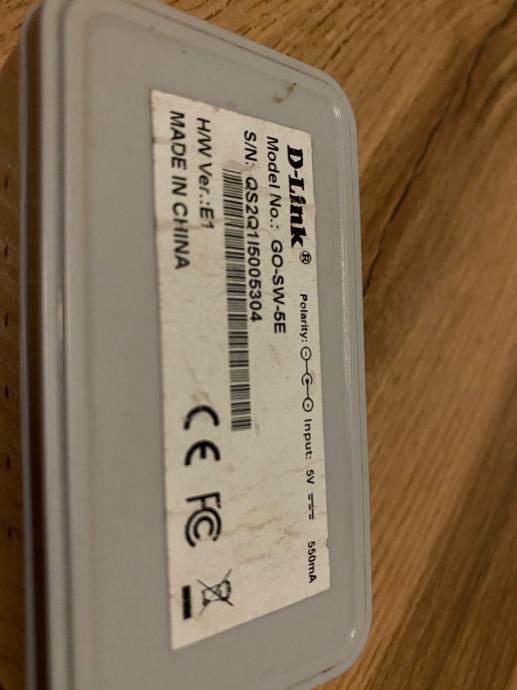 D-Link®
Polarity: Input: 5V 550mA
Model No.: GO-SW-5E
S/N: QS2Q1I5005304
H/W Ver.:E1
MADE IN CHINA
CE FC